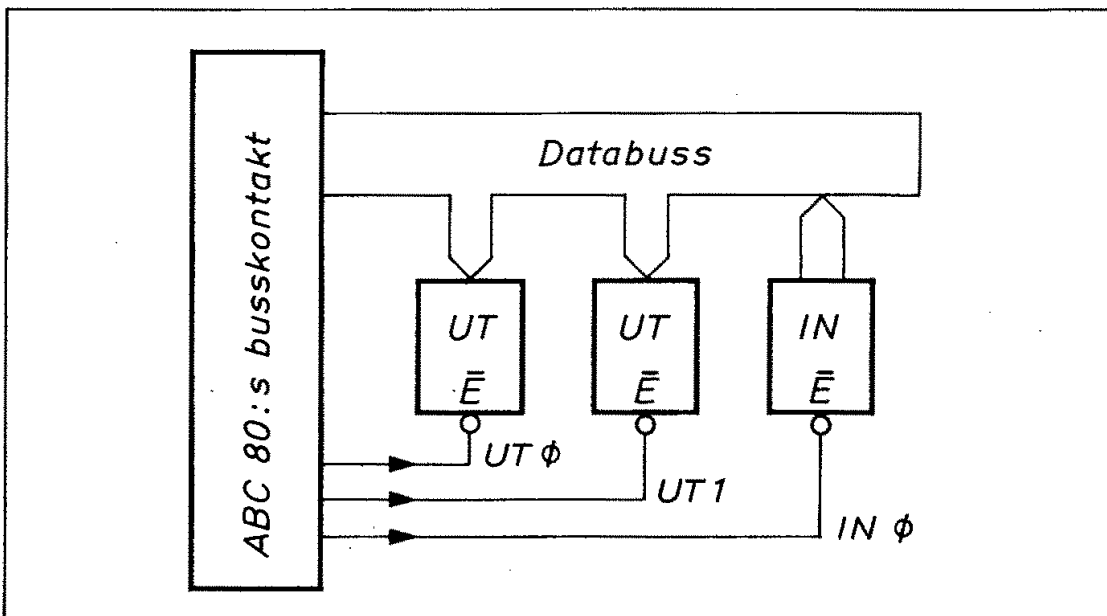 ABC 80:s busskontakt
Databuss
UT
Ē
UT
Ē
IN
Ē
UT φ
UT 1
IN φ